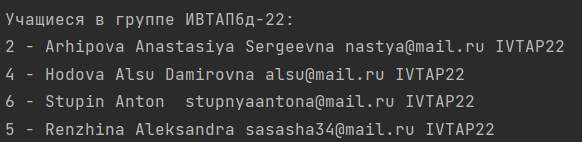 Учащиеся в группе ИВТАПбд-22:
2 - Arhipova Anastasiya Sergeevna nastya@mail.ru IVTAP22
4 - Hodova Alsu Damirovna alsu@mail.ru IVTAP22
6 - Stupin Anton  stupnyaantona@mail.ru IVTAP22
5 - Renzhina Aleksandra sasasha34@mail.ru IVTAP22